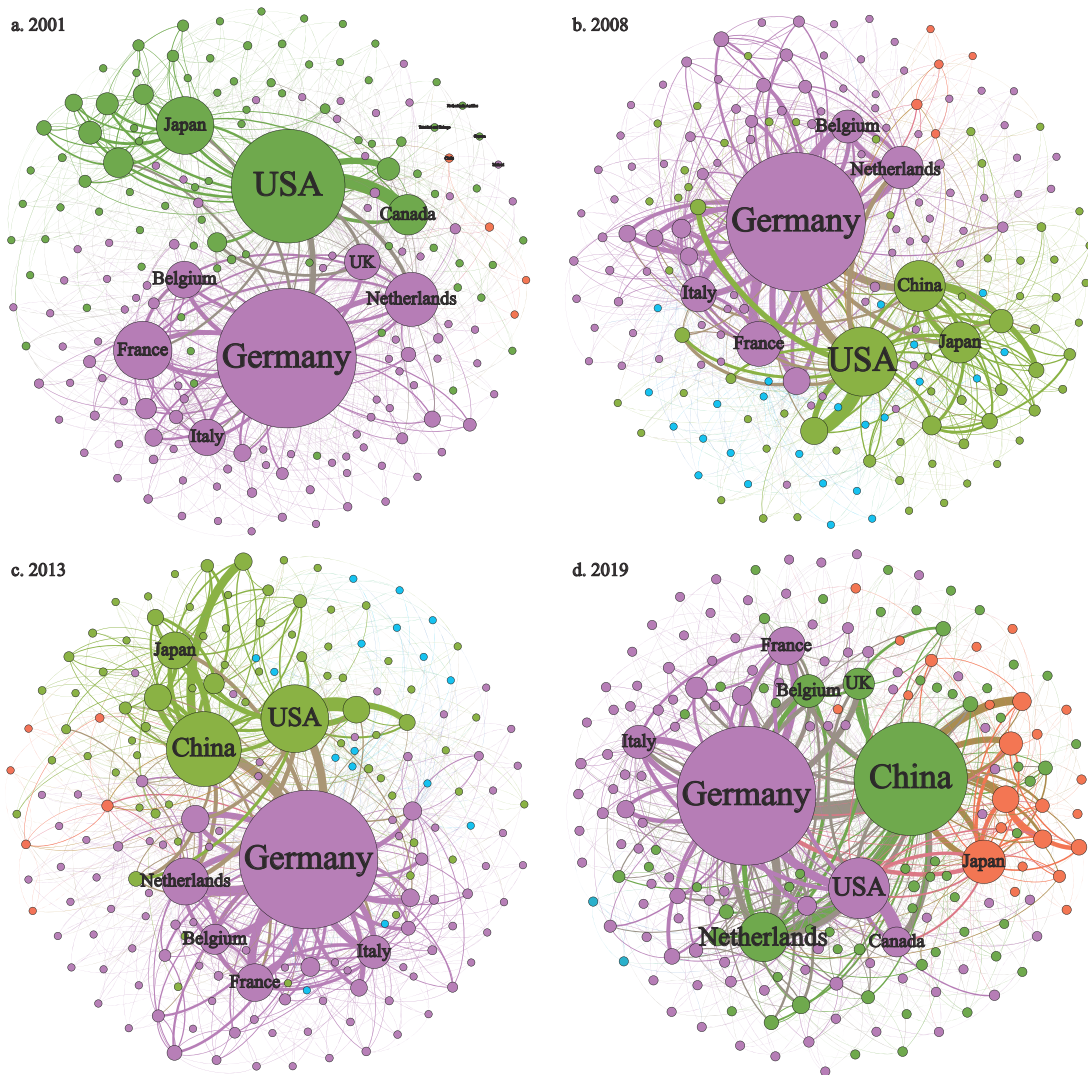 a. 2001
Japan
USA
Canada
UK
Belgium
Netherlands
France
Germany
Italy
b. 2008
Belgium
Netherlands
Germany
China
Italy
France
Japan
USA
c. 2013
Japan
USA
China
Germany
Netherlands
Belgium
Italy
France
d. 2019
France
UK
Belgium
Italy
China
Germany
Japan
USA
Netherlands
Canada